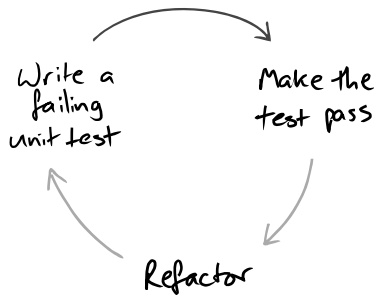 Write a
failing
unit test
Make the
test pass
Refactor